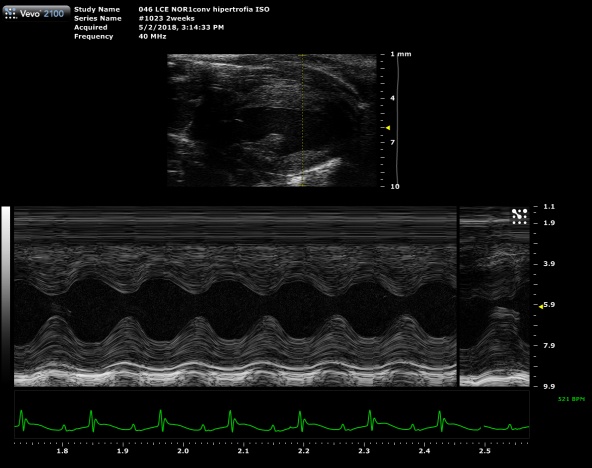 Vevo 2100
Study Name 046 LCE NOR1conv hipertrofia ISO
Series Name #1023 2weeks
Acquired 5/2/2018, 3:14:33 PM
Frequency 40 MHz
1 mm
4
7
10
1.1
1.9
3.9
5.9
7.9
9.9
521 BPM
1.8 1.9 2.0 2.1 2.2 2.3 2.4 2.5